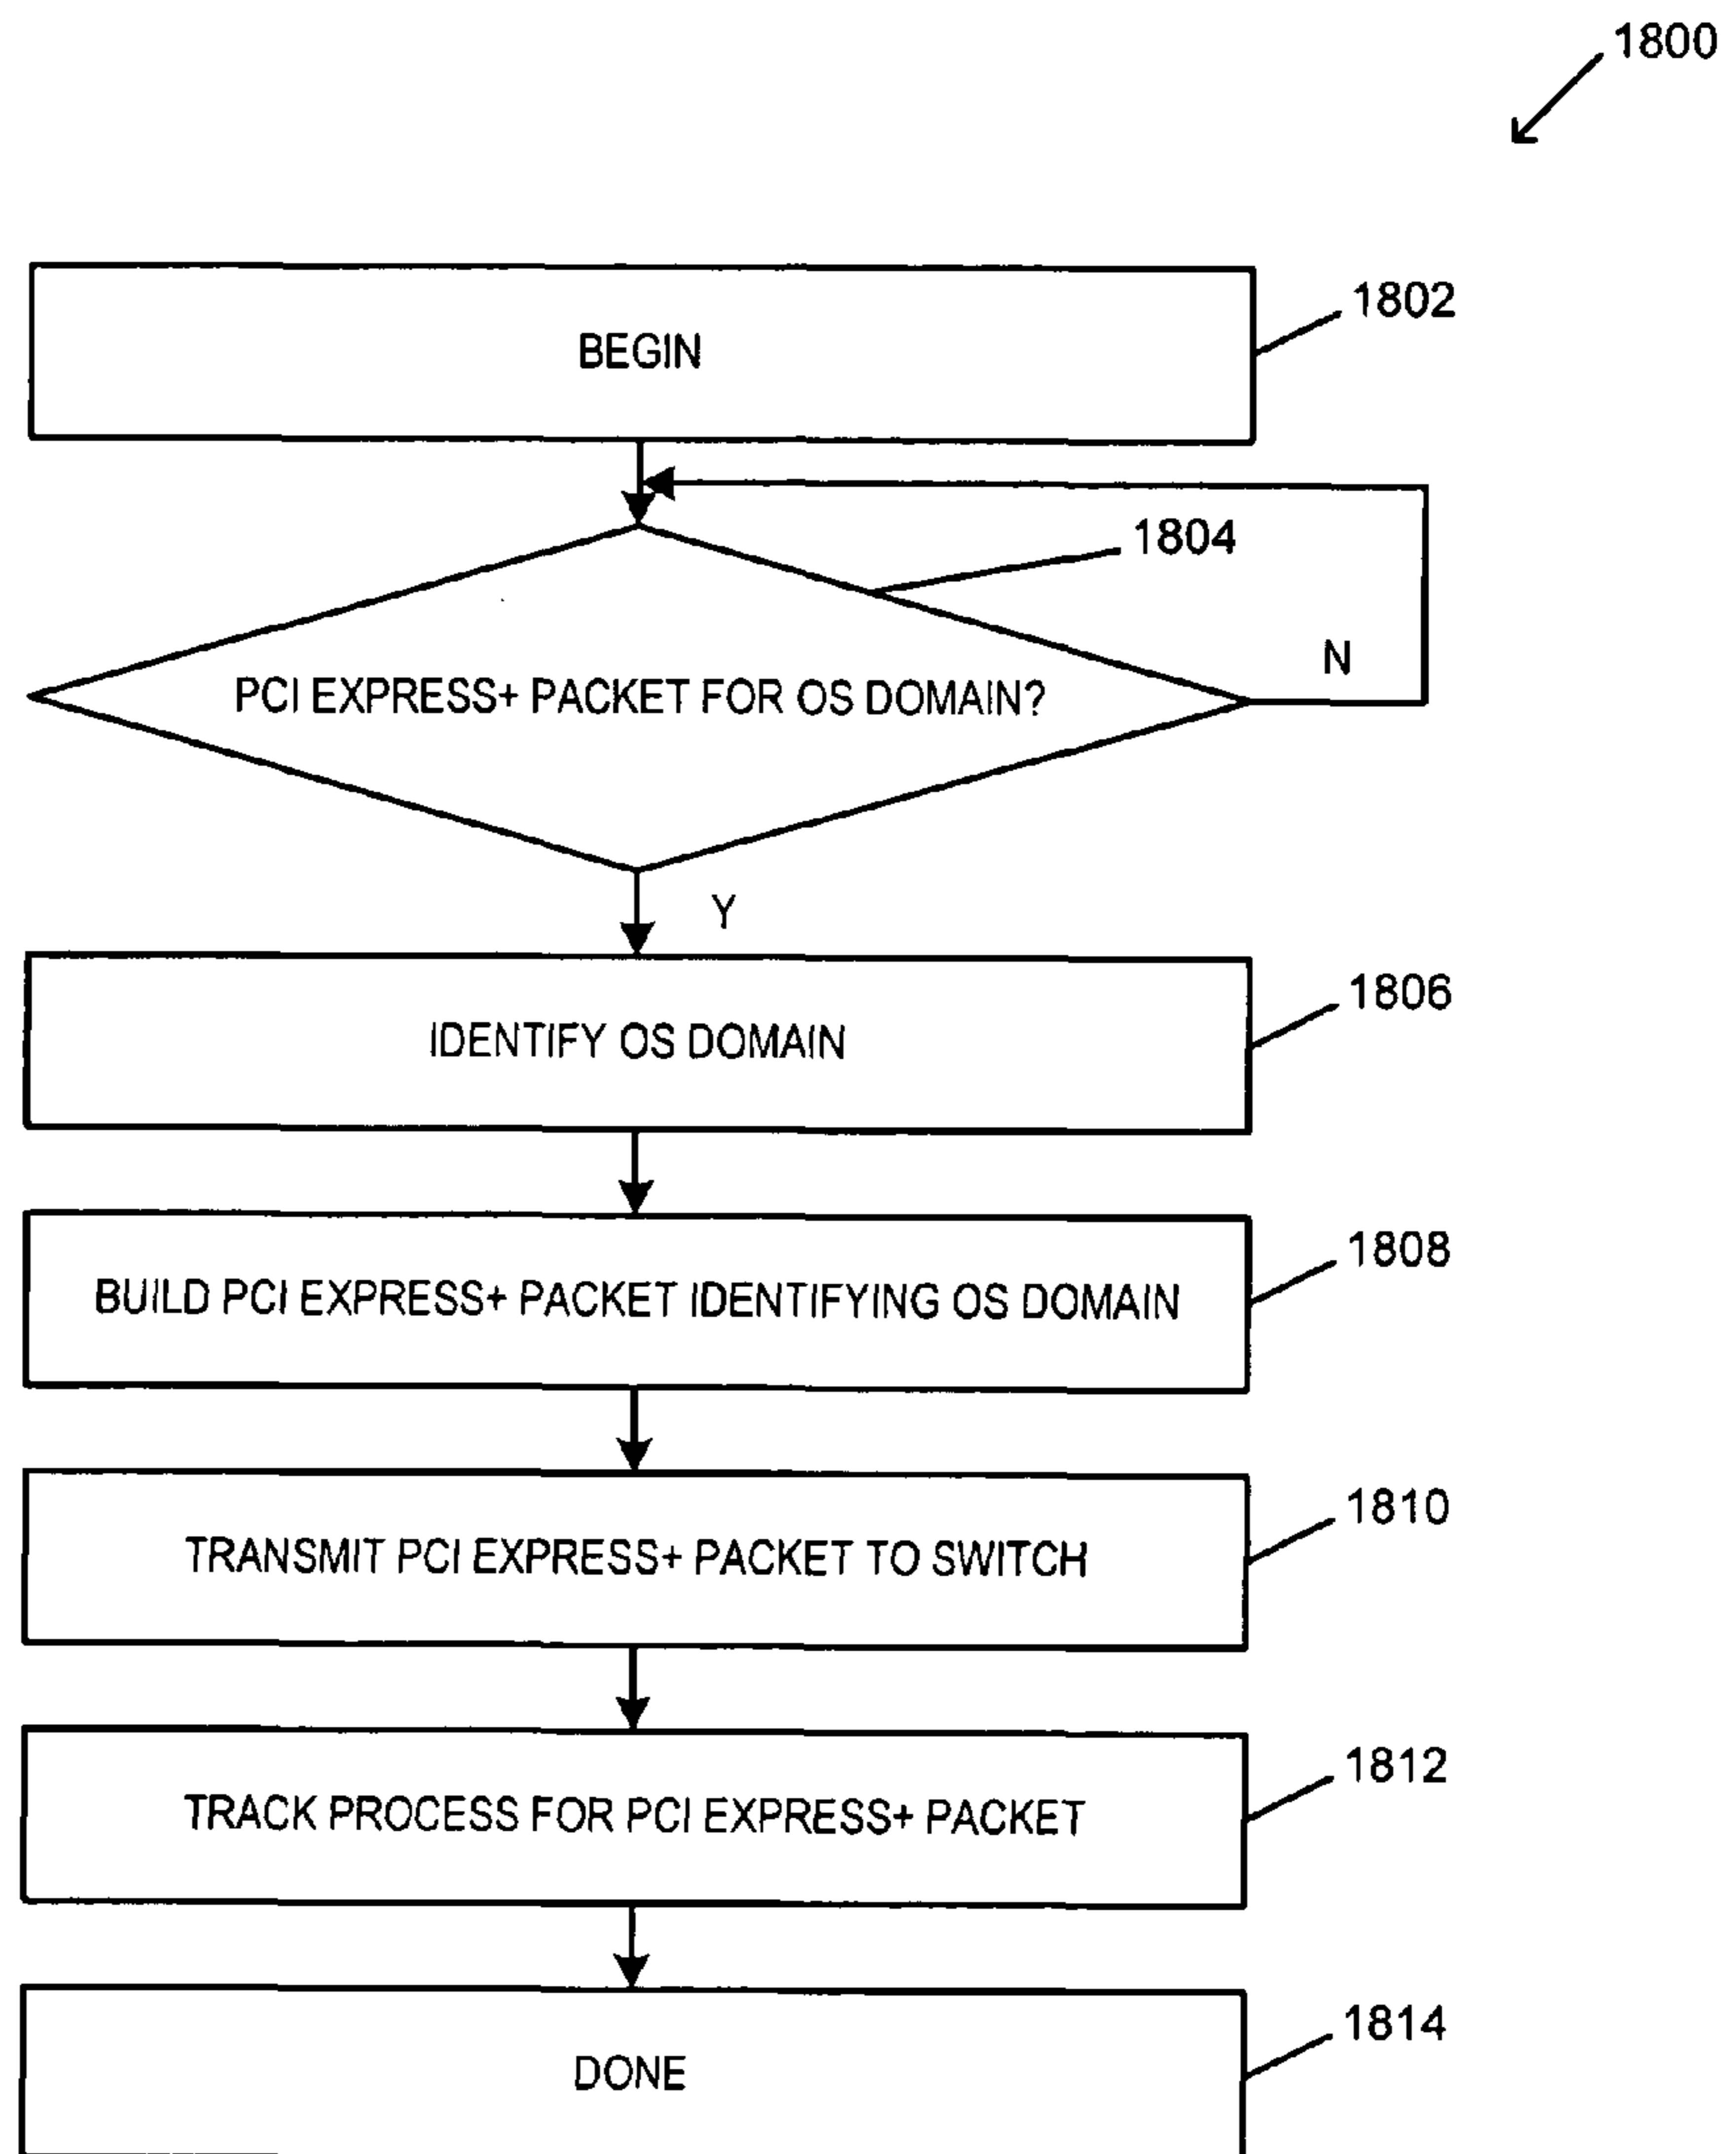 1800
BEGIN
1802
1804
PCI EXPRESS+ PACKET FOR OS DOMAIN?
N
Y
IDENTIFY OS DOMAIN
1806
BUILD PCI EXPRESS+ PACKET IDENTIFYING OS DOMAIN
1808
TRANSMIT PCI EXPRESS+ PACKET TO SWITCH
1810
TRACK PROCESS FOR PCI EXPRESS+ PACKET
1812
DONE
1814